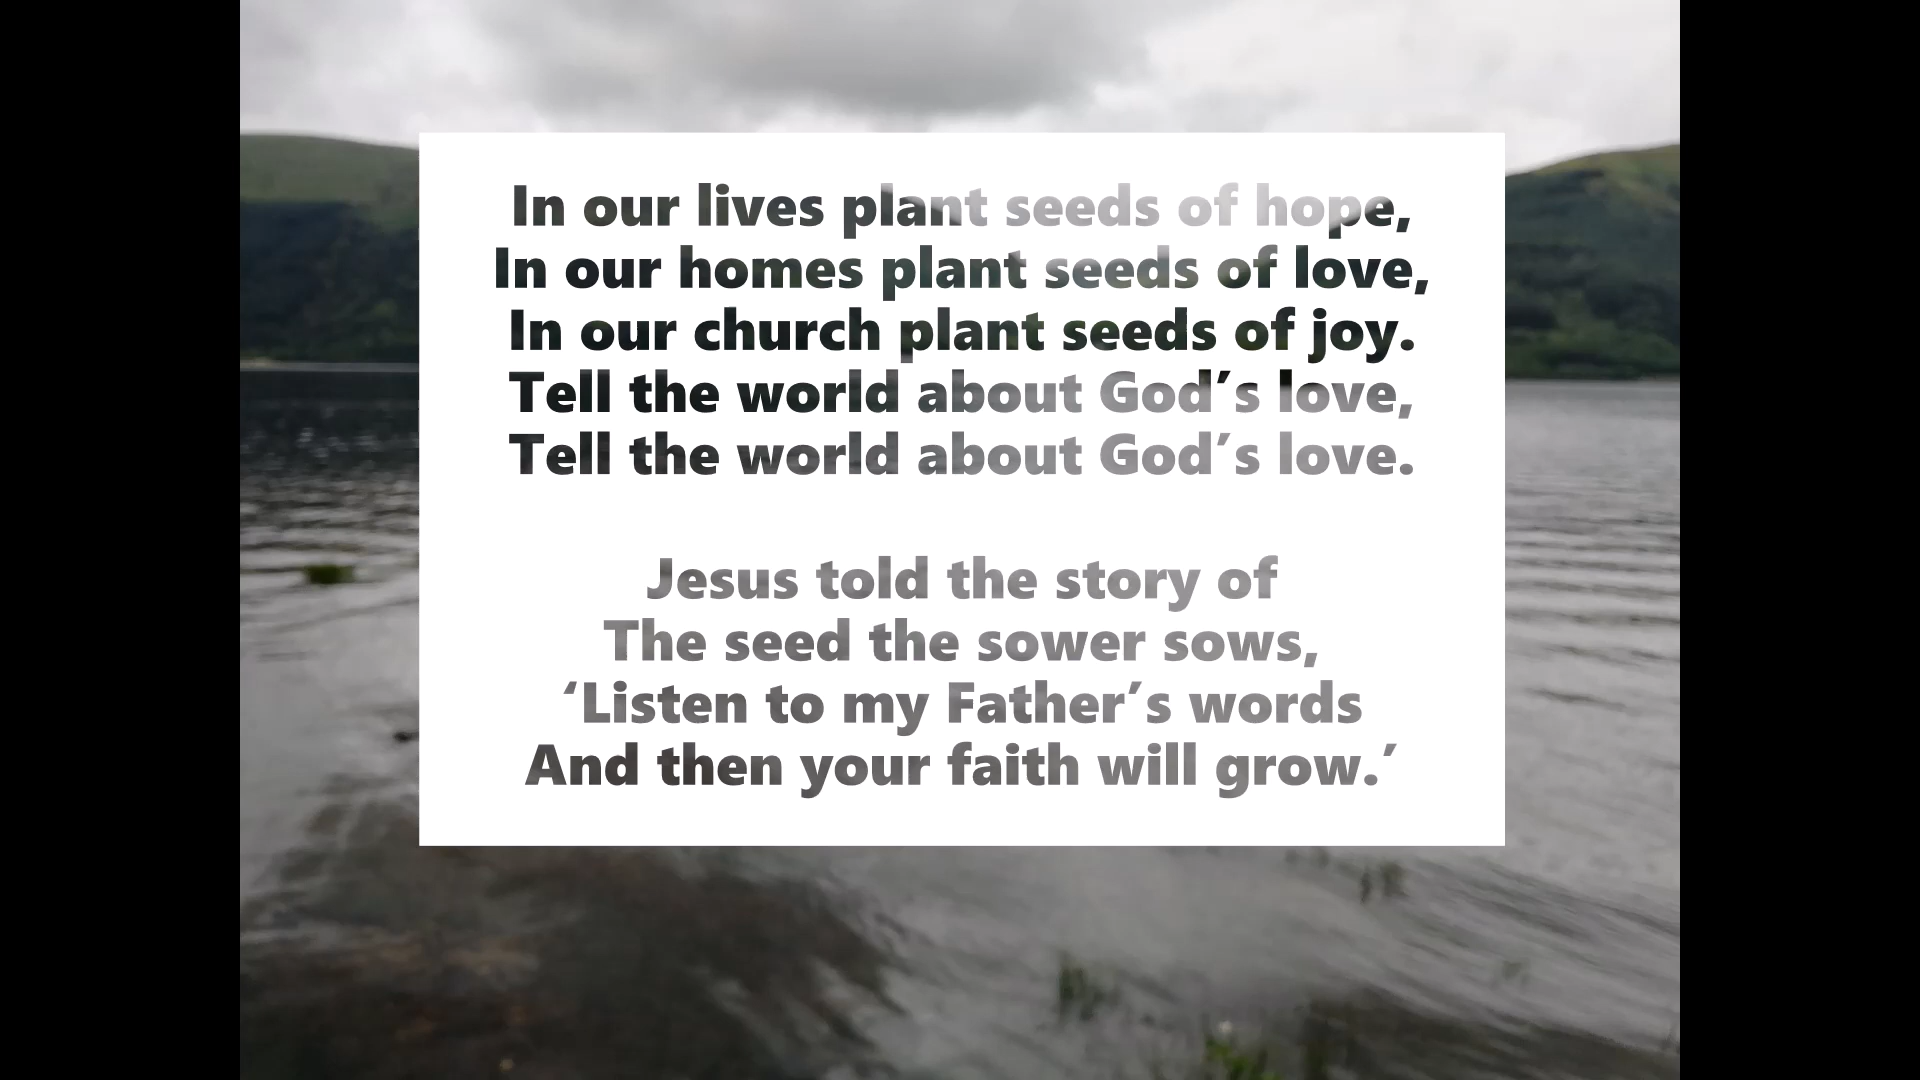 In our lives plant seeds of hope,
In our homes plant seeds of love,
In our church plant seeds of joy.
Tell the world about God’s love,
Tell the world about God’s love.
Jesus told the story of
The seed the sower sows,
‘Listen to my Father’s words
And then your faith will grow.’